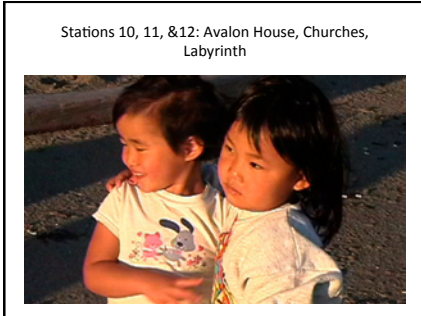 Stations 10, 11, &12: Avalon House, Churches,
Labyrinth